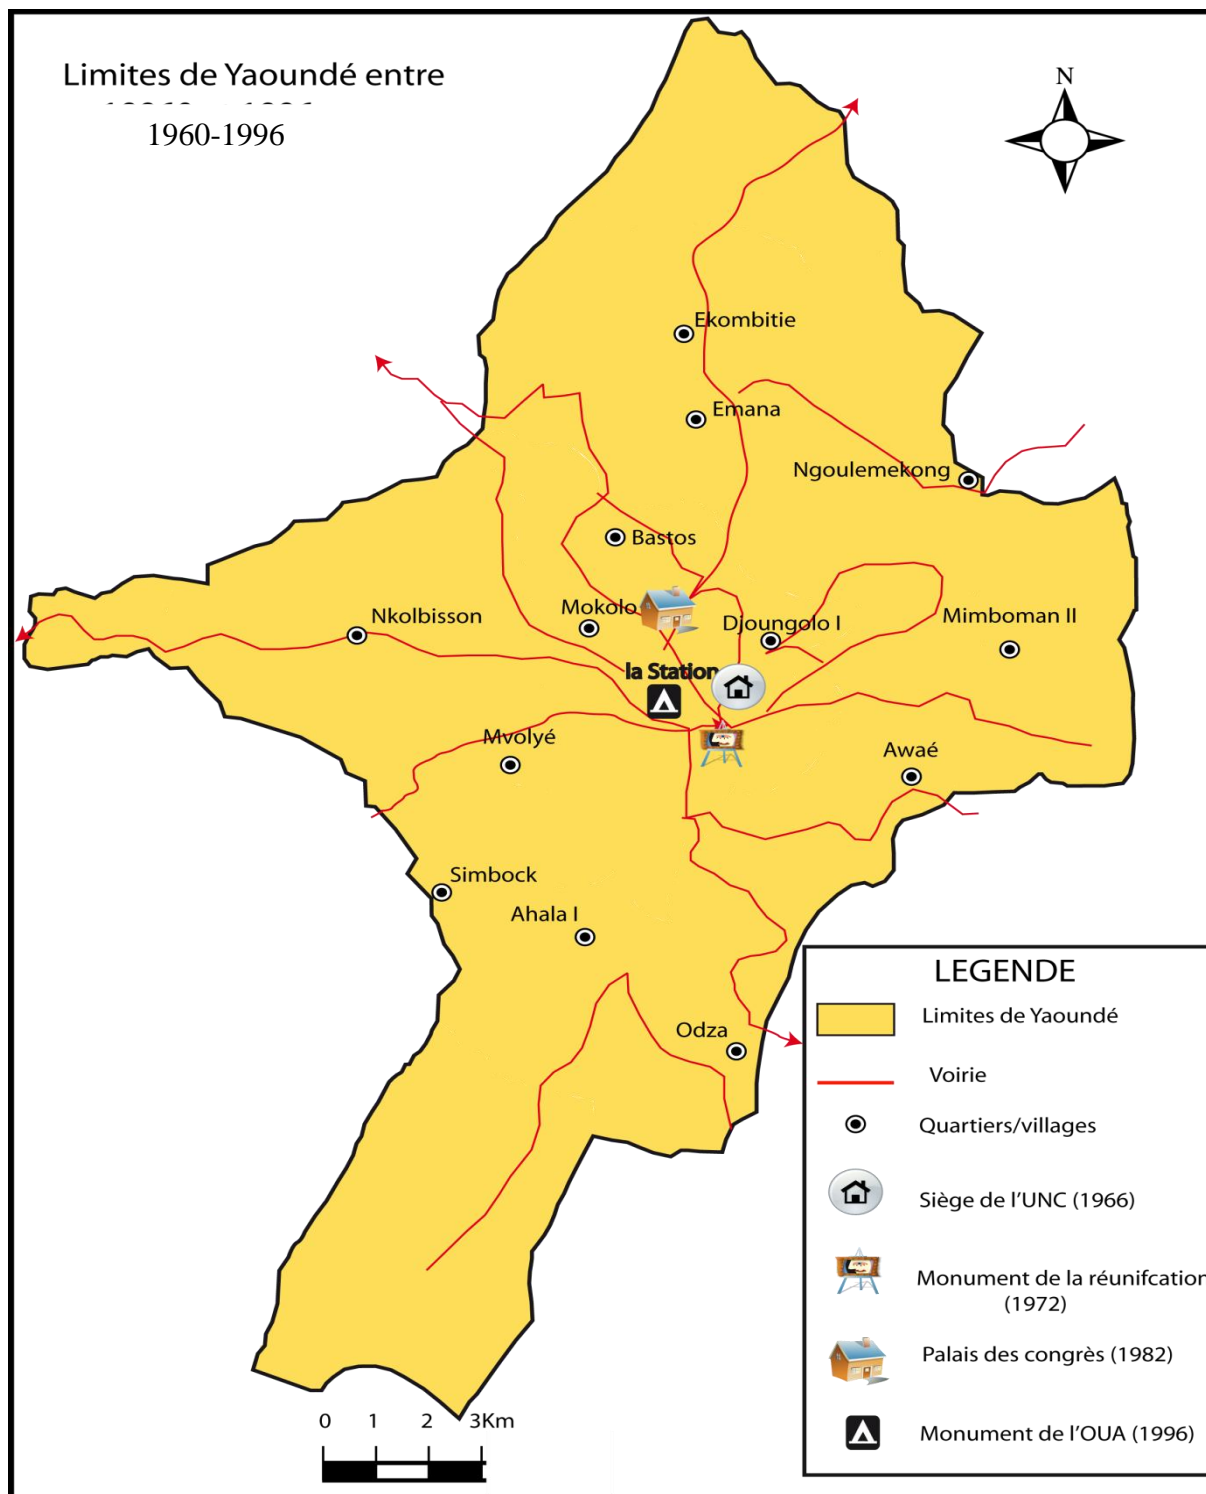 Limites de Yaoundé entre
1960-1996
N
Ekombitie
Emana
Ngoulemekong
Bastos
Mokolo
Nkolbisson
Djoungolo I
Mimboman II
la Station
Mvolyé
Awaé
Simbock
Ahala I
Odza
LEGENDE
Limites de Yaoundé
Voirie
Quartiers/villages
Siège de l'UNC (1966)
Monument de la réunifcation
(1972)
Palais des congrès (1982)
Monument de l'OUA (1996)
0 1 2 3Km